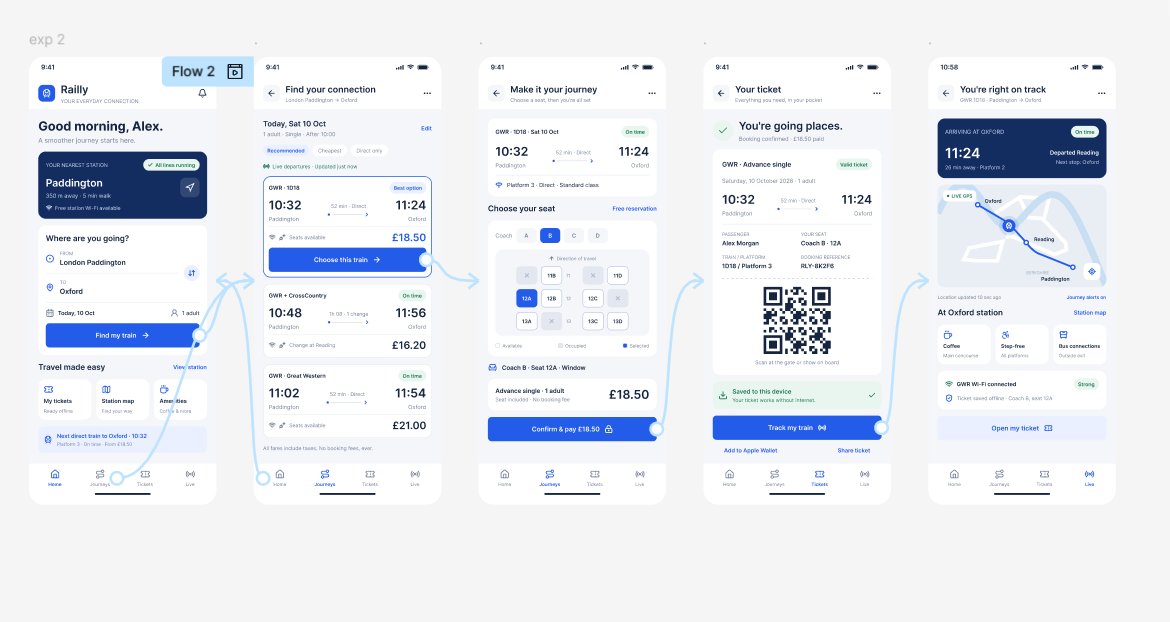 exp 2
Flow 2
9:41
Railly
YOUR EVERYDAY CONNECTION
Good morning, Alex.
A smoother journey starts here.
YOUR NEAREST STATION
All lines running
Paddington
350 m away · 5 min walk
Free station Wi-Fi available
Where are you going?
FROM
London Paddington
TO
Oxford
Today, 10 Oct
1 adult
Find my train
Travel made easy
View station
My tickets
Ready offline
Station map
Find your way
Amenities
Coffee & more
Next direct train to Oxford · 10:32
Platform 3 · On time · From £18.50
Home
Journeys
Tickets
Live
9:41
Find your connection
London Paddington → Oxford
Today, Sat 10 Oct
1 adult · Single · After 10:00
Edit
Recommended
Cheapest
Direct only
Live departures · Updated just now
GWR · 1D18
Best option
10:32
52 min · Direct
11:24
Paddington
Oxford
Seats available
£18.50
Choose this train
GWR + CrossCountry
On time
10:48
1h 08 · 1 change
11:56
Paddington
Oxford
Change at Reading
£16.20
GWR · Great Western
On time
11:02
52 min · Direct
11:54
Paddington
Oxford
Seats available
£21.00
All fares include taxes. No booking fees, ever.
Home
Journeys
Tickets
Live
9:41
Make it your journey
Choose a seat, then you're all set
GWR · 1D18 · Sat 10 Oct
On time
10:32
52 min · Direct
11:24
Paddington
Oxford
Platform 3 · Direct · Standard class
Choose your seat
Free reservation
Coach
A
B
C
D
Direction of travel
11B
11
11D
12A
12B
12
12C
13A
13
13C
13D
Available
Occupied
Selected
Coach B · Seat 12A · Window
Advance single · 1 adult
Seat included · No booking fee
£18.50
Confirm & pay £18.50
Home
Journeys
Tickets
Live
9:41
Your ticket
Everything you need, in your pocket
You're going places.
Booking confirmed · £18.50 paid
GWR · Advance single
Valid ticket
Saturday, 10 October 2026 · 1 adult
10:32
52 min · Direct
11:24
Paddington
Oxford
PASSENGER
Alex Morgan
YOUR SEAT
Coach B · 12A
TRAIN / PLATFORM
1D18 / Platform 3
BOOKING REFERENCE
RLY-8K2F6
Scan at the gate or show on board
Saved to this device
Your ticket works without internet.
Track my train
Add to Apple Wallet
Share ticket
Home
Journeys
Tickets
Live
10:58
You're right on track
GWR 1D18 · Paddington → Oxford
ARRIVING AT OXFORD
On time
11:24
Departed Reading
Next stop: Oxford
26 min away · Platform 2
LIVE GPS
Oxford
Reading
BERKSHIRE
Paddington
Location updated 10 sec ago
Journey alerts on
At Oxford station
Station map
Coffee
Main concourse
Step-free
All platforms
Bus connections
Outside exit
GWR Wi-Fi connected
Strong
Ticket saved offline · Coach B, seat 12A
Open my ticket
Home
Journeys
Tickets
Live